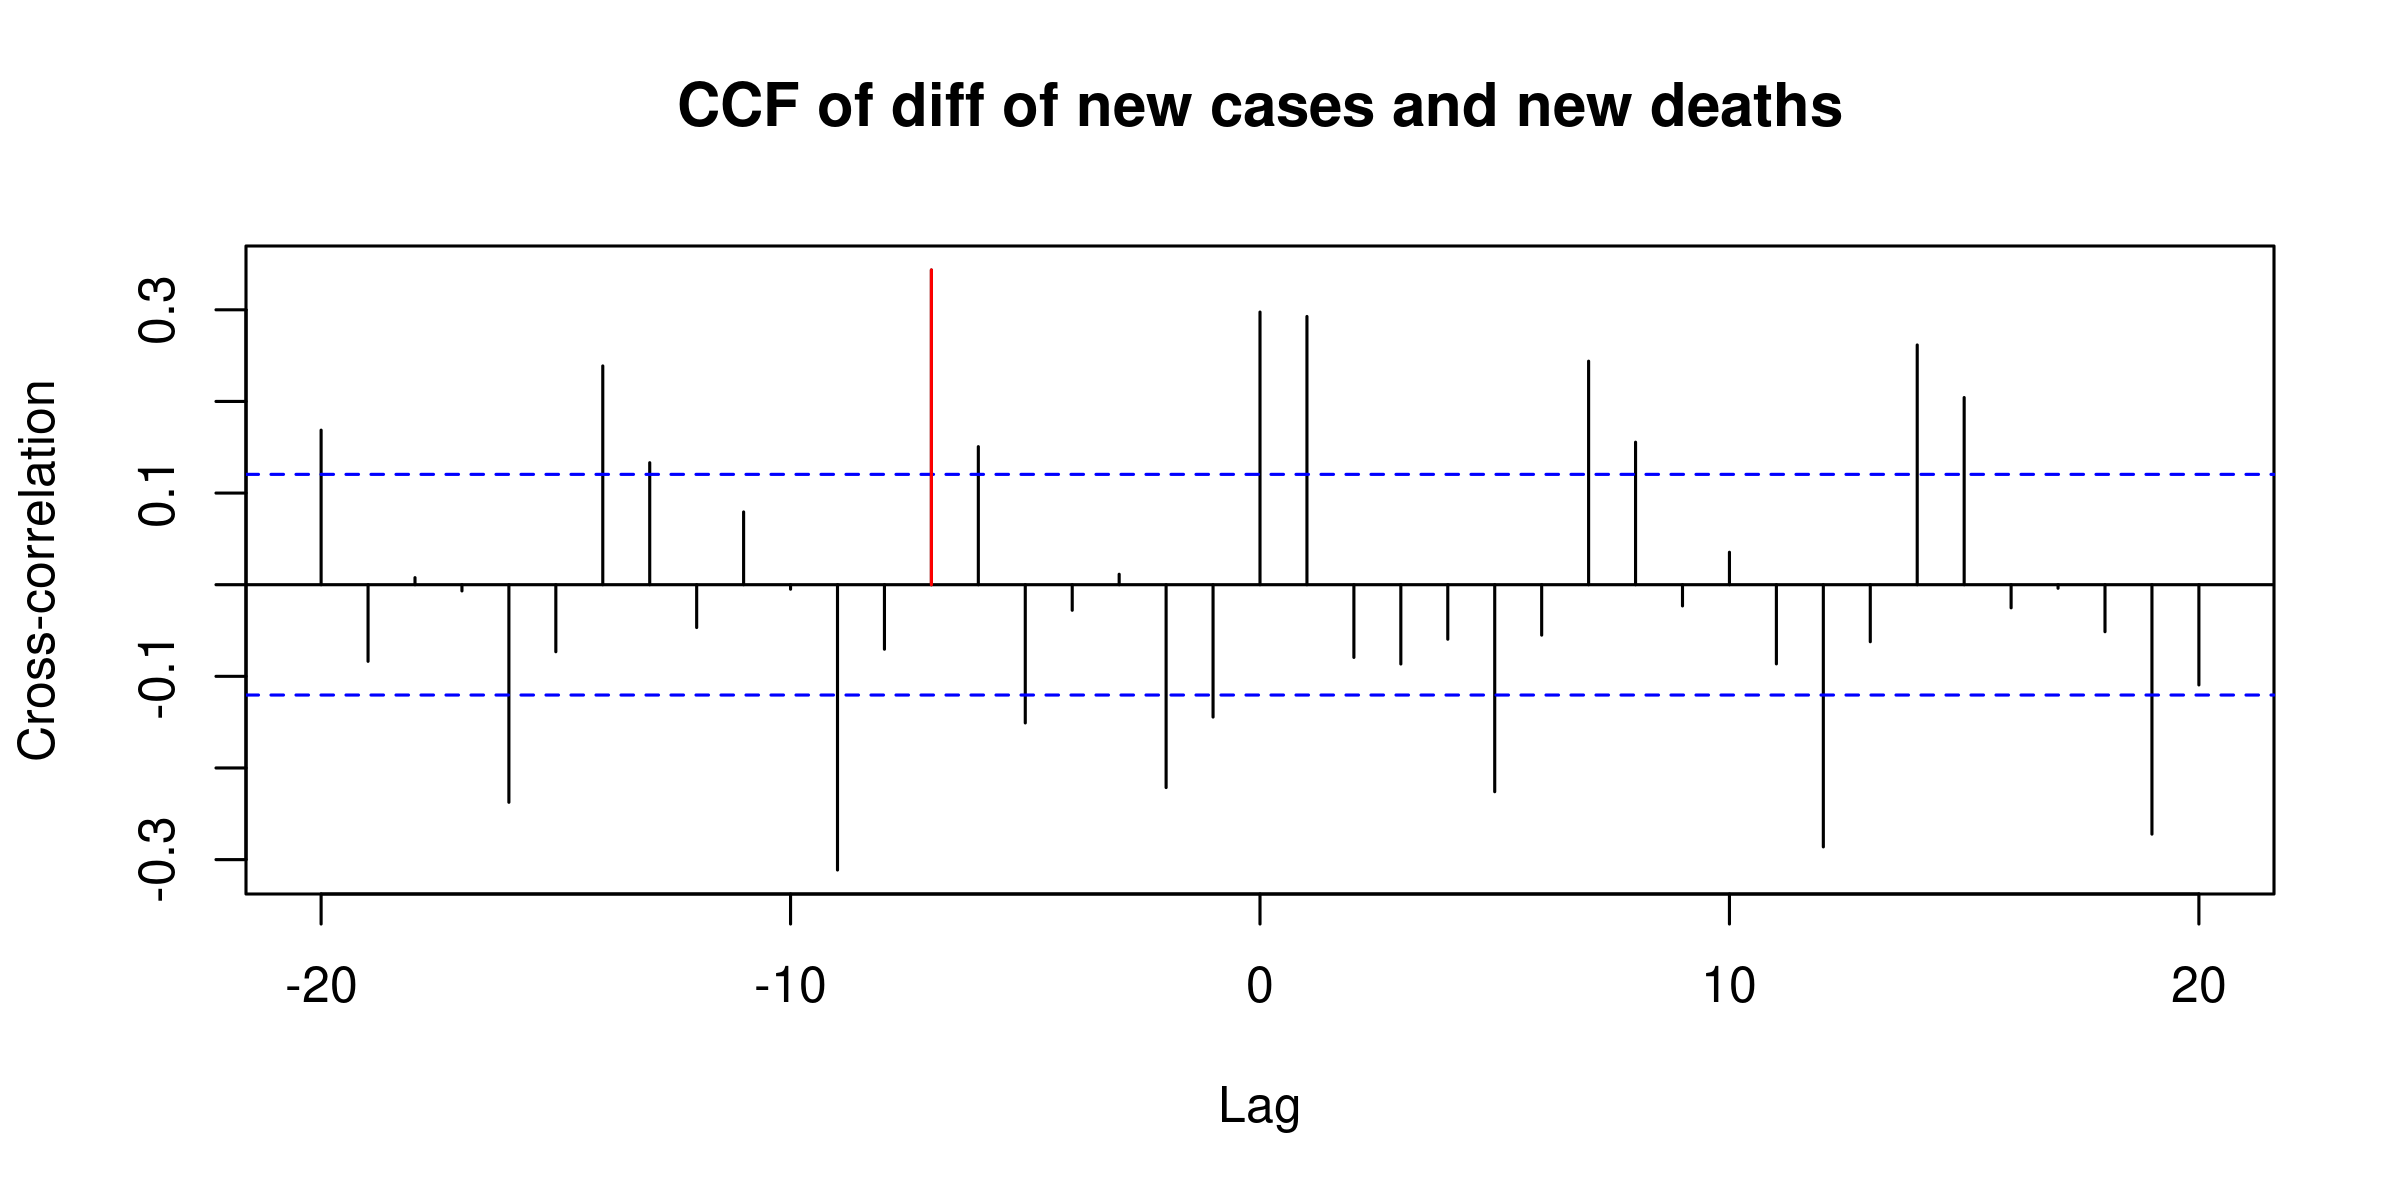 CCF of diff of new cases and new deaths
Cross-correlation
0.3
0.1
-0.1
-0.3
-20 -10 0 10 20
Lag